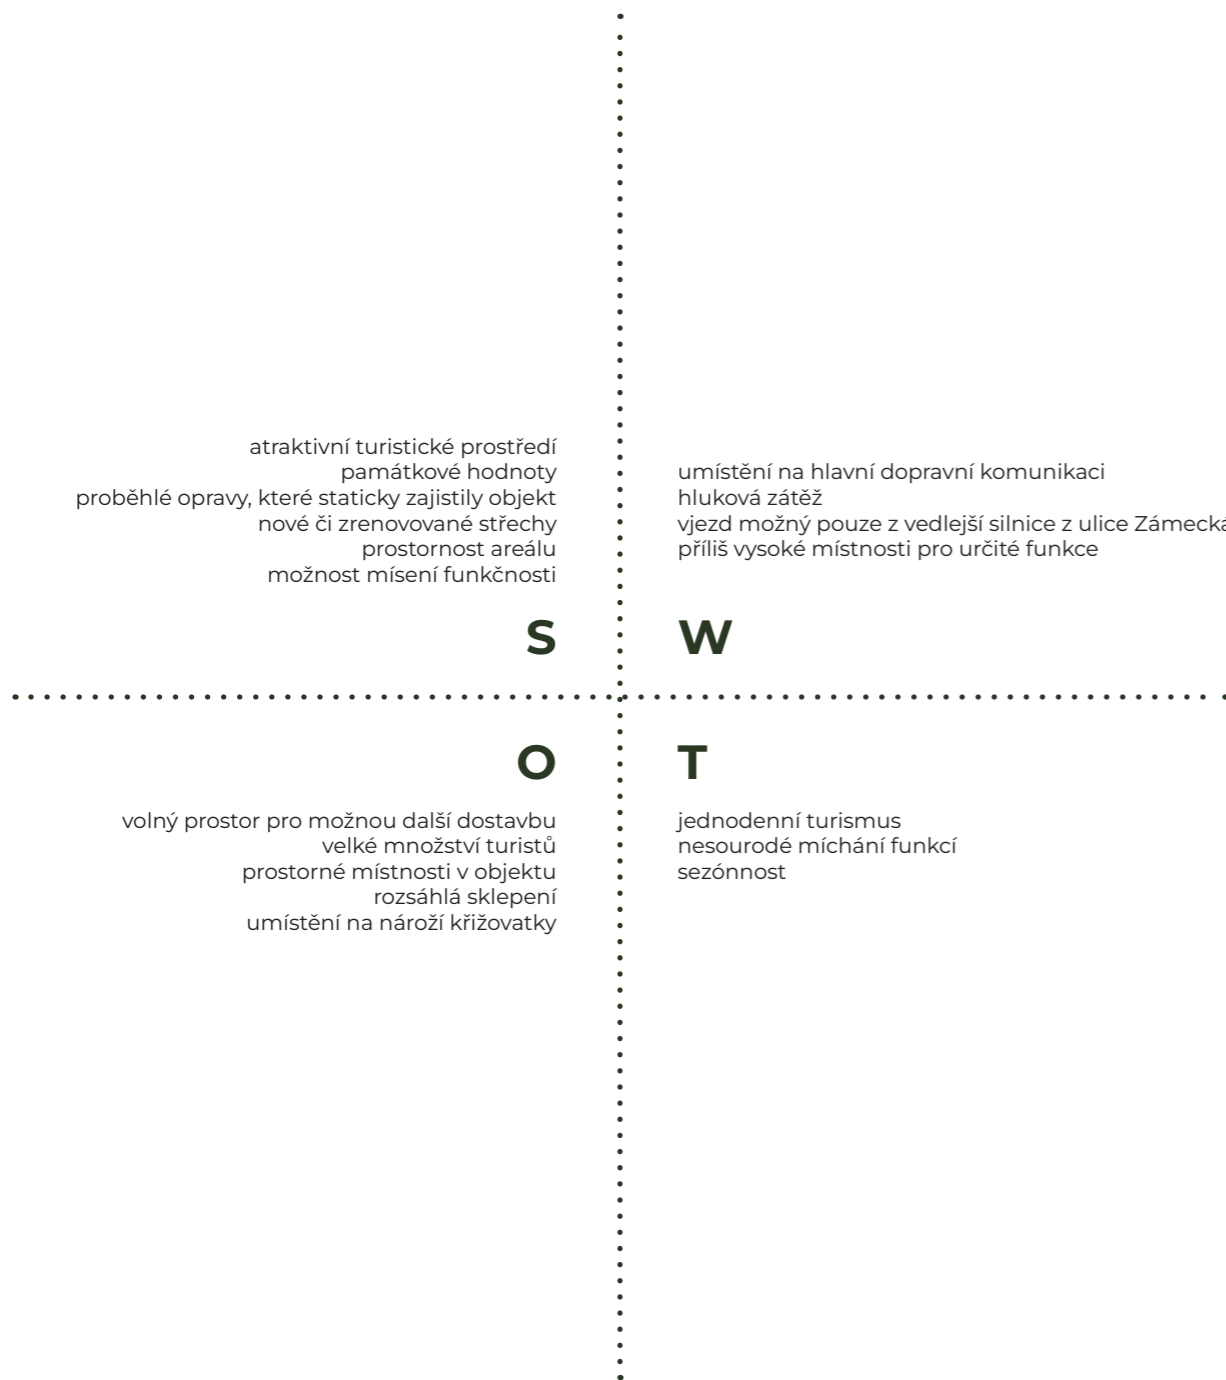 atraktivní turistické prostředí
památkové hodnoty
proběhlé opravy, které staticky zajistily objekt
nové či zrenovované střechy
prostornost areálu
možnost mísení funkčnosti
S
umístění na hlavní dopravní komunikaci
hluková zátěž
vjezd možný pouze z vedlejší silnice z ulice Zámecká
příliš vysoké místnosti pro určité funkce
W
O
volný prostor pro možnou další dostavbu
velké množství turistů
prostorné místnosti v objektu
rozsáhlá sklepení
umístění na nároží křižovatky
T
jednodenní turismus
nesourodé míchání funkcí
sezónnost